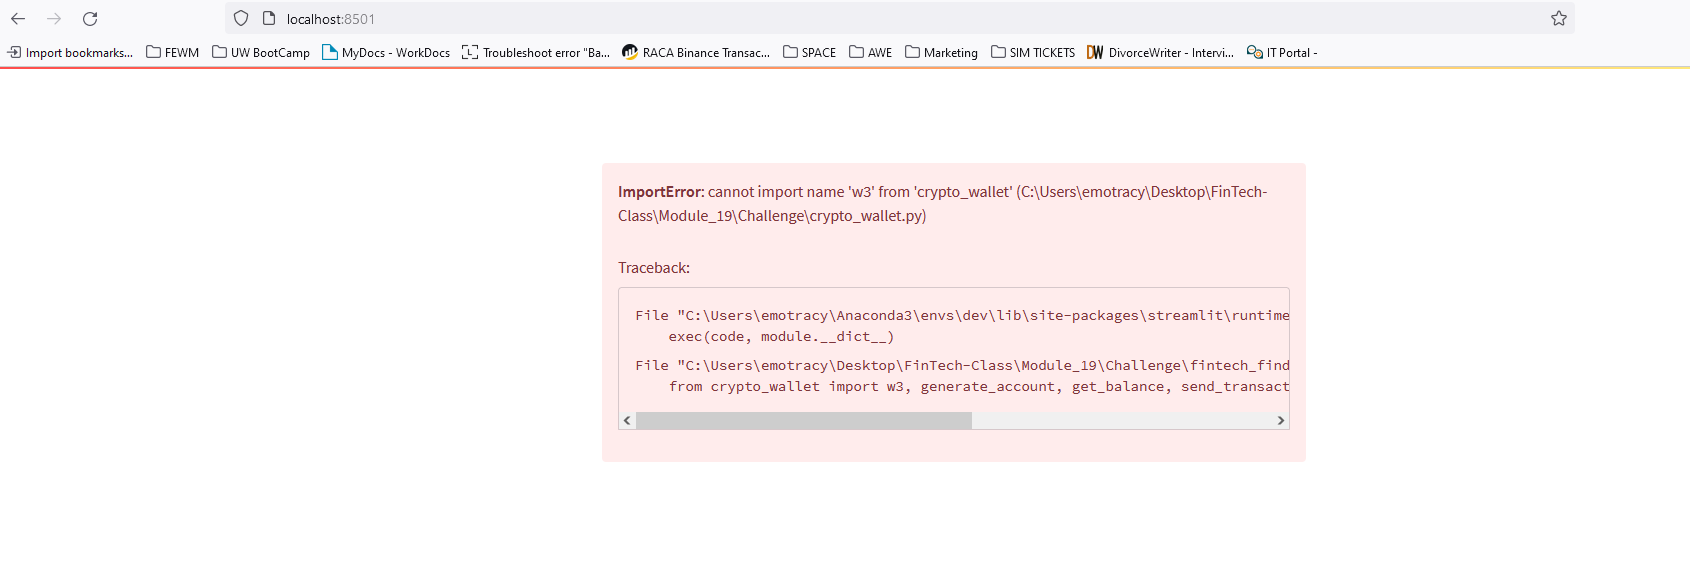 localhost:8501
Import bookmarks... FEWM UW BootCamp MyDocs - WorkDocs Troubleshoot error "Ba... RACA Binance Transac... SPACE AWE Marketing SIM TICKETS DW DivorceWriter - Intervi... IT Portal -
ImportError: cannot import name 'w3' from 'crypto_wallet' (C:\Users\emotracy\Desktop\FinTech-
Class\Module_19\Challenge\crypto_wallet.py)
Traceback:
File "C:\Users\emotracy\Anaconda3\envs\dev\lib\site-packages\streamlit\runtime
exec(code, module.__dict__)
File "C:\Users\emotracy\Desktop\FinTech-Class\Module_19\Challenge\fintech_find
from crypto_wallet import w3, generate_account, get_balance, send_transact